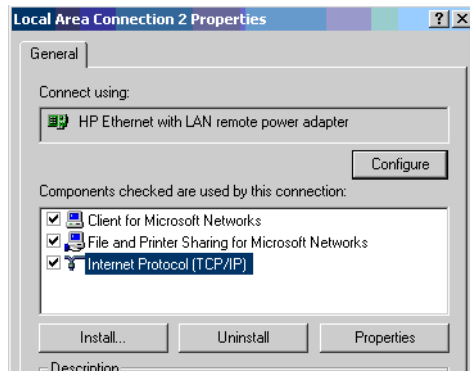 Local Area Connection 2 Properties
General
Connect using:
HP Ethernet with LAN remote power adapter
Configure
Components checked are used by this connection:
Client for Microsoft Networks
File and Printer Sharing for Microsoft Networks
Internet Protocol (TCP/IP)
Install... Uninstall Properties
Description